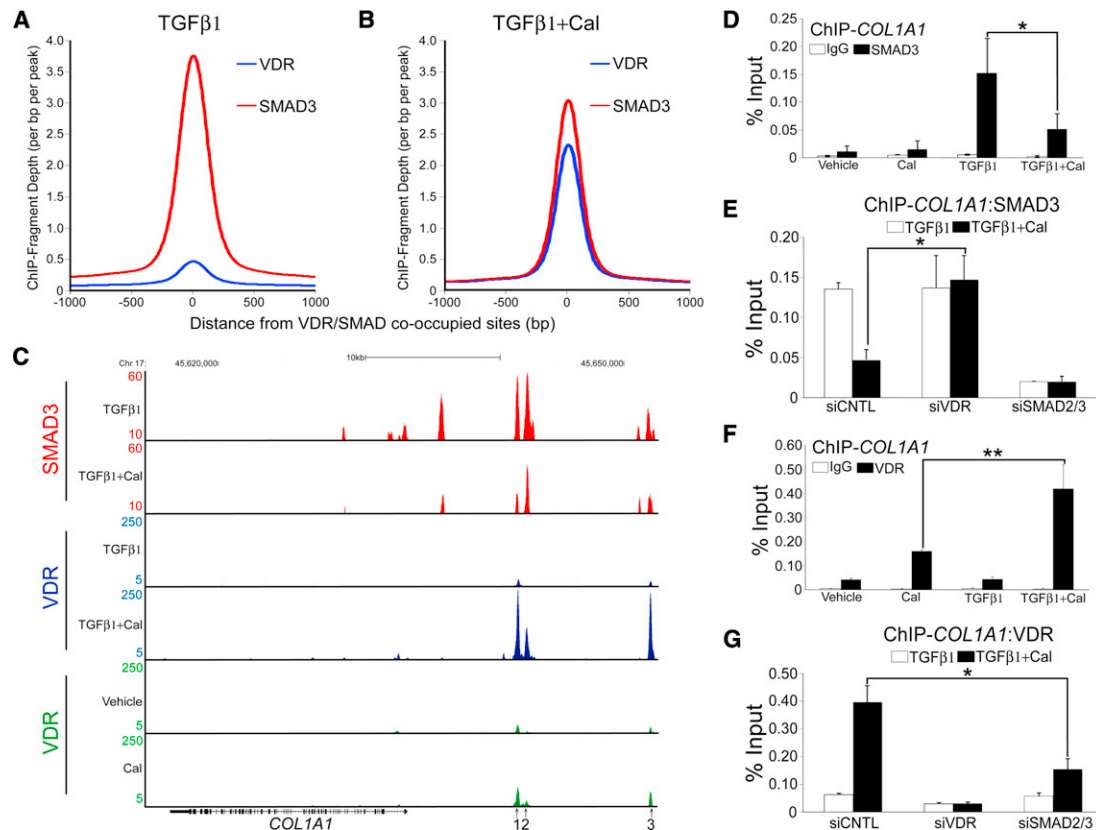 A
TGFβ1
4.0
3.5
3.0
2.5
2.0
1.5
1.0
0.5
0
ChIP-Fragment Depth (per bp per peak)
VDR
SMAD3
-1000
-500
0
500
1000
B
TGFβ1+Cal
4.0
3.5
3.0
2.5
2.0
1.5
1.0
0.5
0
ChIP-Fragment Depth (per bp per peak)
VDR
SMAD3
-1000
-500
0
500
1000
Distance from VDR/SMAD co-occupied sites (bp)
C
Chr 17:
45,620,000
10kb
45,650,000
SMAD3
TGFβ1
60
10
TGFβ1+Cal
60
10
VDR
TGFβ1
250
5
TGFβ1+Cal
250
5
VDR
Vehicle
250
5
Cal
250
5
COL1A1
12
3
D
ChIP-COL1A1
IgG SMAD3
*
% Input
0.25
0.20
0.15
0.10
0.05
0
Vehicle
Cal
TGFβ1
TGFβ1+Cal
E
ChIP-COL1A1:SMAD3
TGFβ1 TGFβ1+Cal
*
% Input
0.20
0.15
0.10
0.05
0
siCNTL
siVDR
siSMAD2/3
F
ChIP-COL1A1
IgG VDR
**
% Input
0.60
0.50
0.40
0.30
0.20
0.10
0
Vehicle
Cal
TGFβ1
TGFβ1+Cal
G
ChIP-COL1A1:VDR
TGFβ1 TGFβ1+Cal
*
% Input
0.50
0.40
0.30
0.20
0.10
0
siCNTL
siVDR
siSMAD2/3